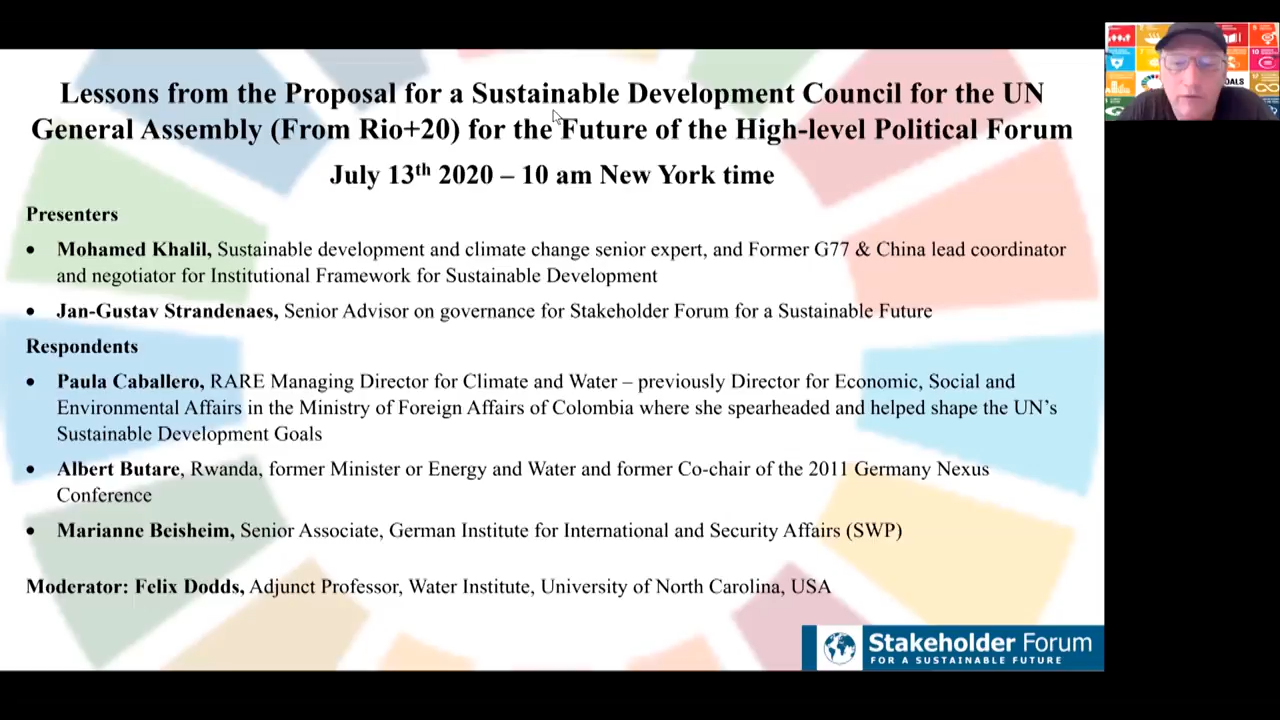 Lessons from the Proposal for a Sustainable Development Council for the UN
General Assembly (From Rio+20) for the Future of the High-level Political Forum
July 13th 2020 – 10 am New York time
Presenters
• Mohamed Khalil, Sustainable development and climate change senior expert, and Former G77 & China lead coordinator
and negotiator for Institutional Framework for Sustainable Development
• Jan-Gustav Strandenaes, Senior Advisor on governance for Stakeholder Forum for a Sustainable Future
Respondents
• Paula Caballero, RARE Managing Director for Climate and Water – previously Director for Economic, Social and
Environmental Affairs in the Ministry of Foreign Affairs of Colombia where she spearheaded and helped shape the UN’s
Sustainable Development Goals
• Albert Butare, Rwanda, former Minister or Energy and Water and former Co-chair of the 2011 Germany Nexus
Conference
• Marianne Beisheim, Senior Associate, German Institute for International and Security Affairs (SWP)
Moderator: Felix Dodds, Adjunct Professor, Water Institute, University of North Carolina, USA
Stakeholder Forum
FOR A SUSTAINABLE FUTURE